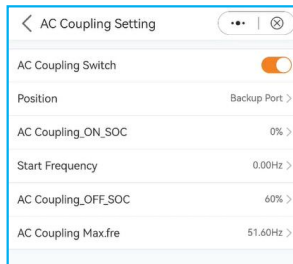 AC Coupling Setting
AC Coupling Switch
Position Backup Port
AC Coupling_ON_SOC 0%
Start Frequency 0.00Hz
AC Coupling_OFF_SOC 60%
AC Coupling Max.fre 51.60Hz